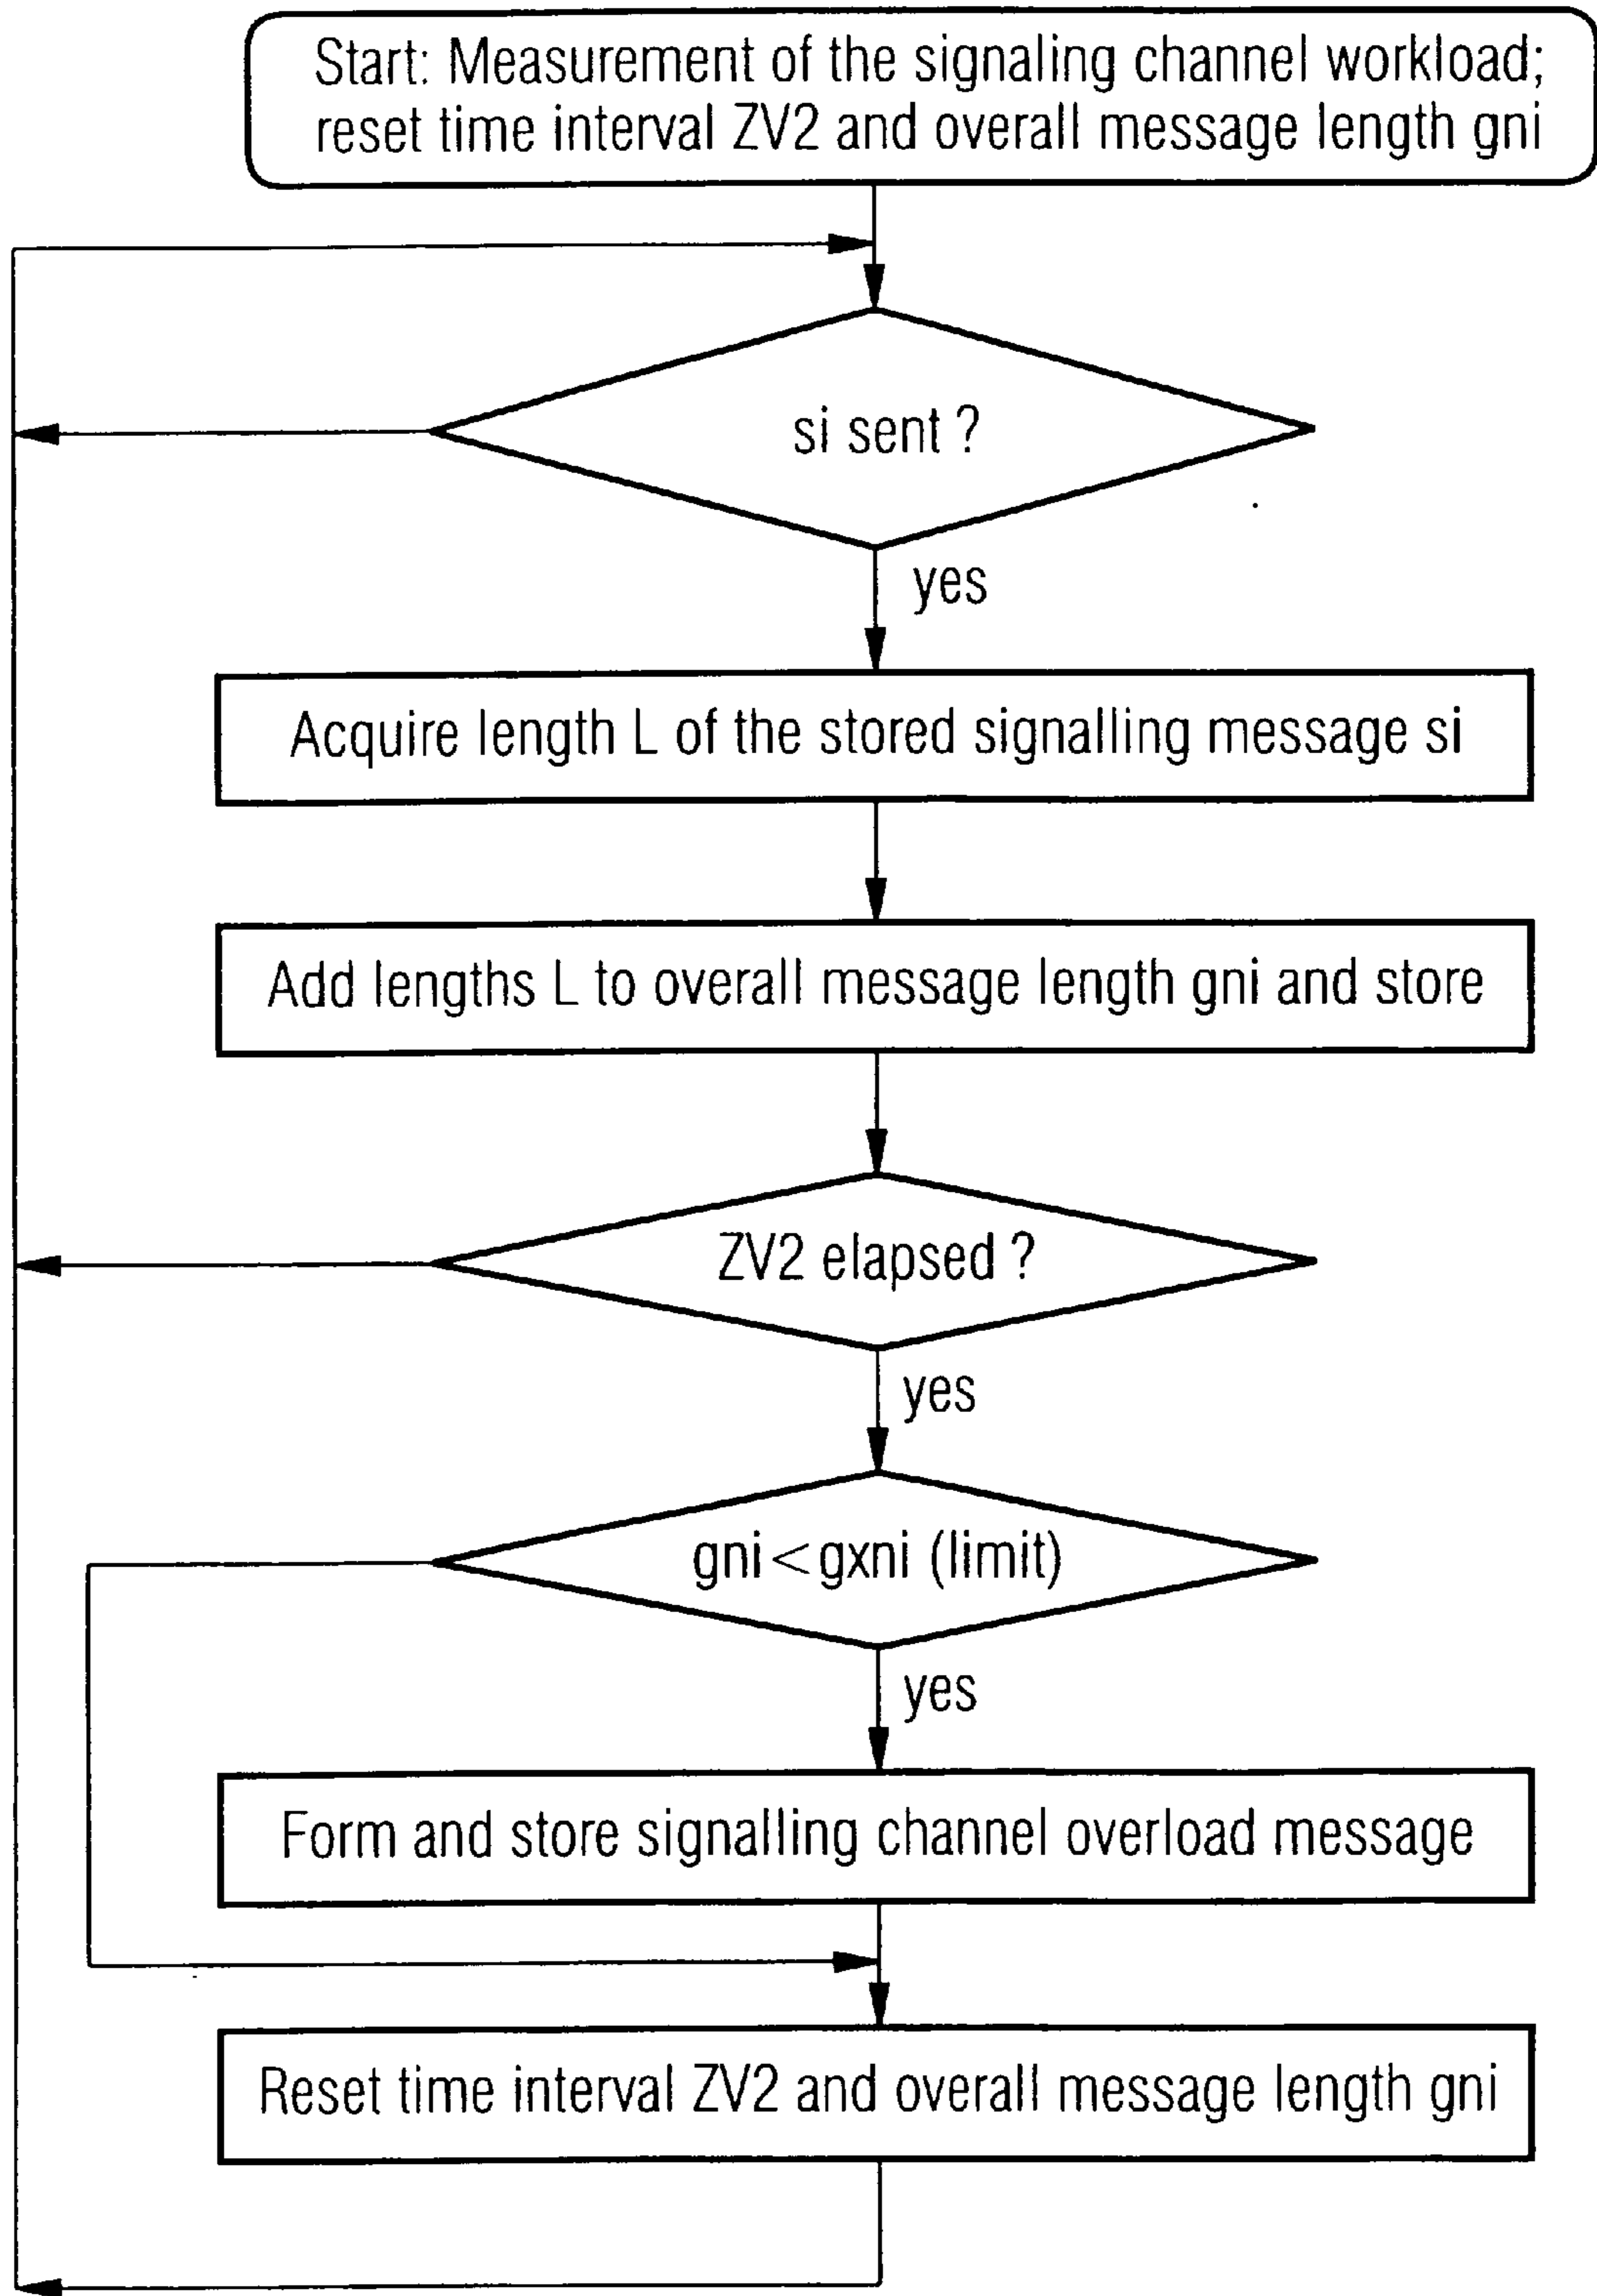 Start: Measurement of the signaling channel workload;
reset time interval ZV2 and overall message length gni
si sent ?
yes
Acquire length L of the stored signalling message si
Add lengths L to overall message length gni and store
ZV2 elapsed ?
yes
gni < gxni (limit)
yes
Form and store signalling channel overload message
Reset time interval ZV2 and overall message length gni